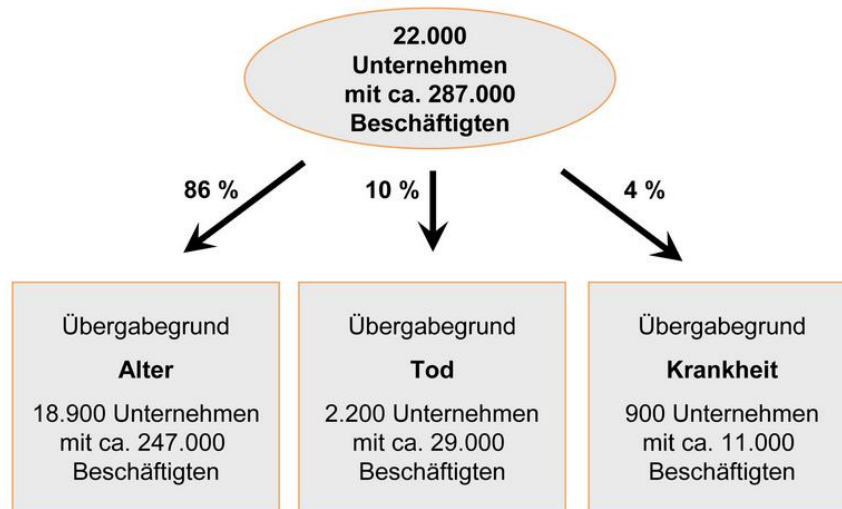 22.000
Unternehmen
mit ca. 287.000
Beschäftigten
86 %
10 %
4 %
Übergabegrund
Alter
18.900 Unternehmen
mit ca. 247.000
Beschäftigten
Übergabegrund
Tod
2.200 Unternehmen
mit ca. 29.000
Beschäftigten
Übergabegrund
Krankheit
900 Unternehmen
mit ca. 11.000
Beschäftigten